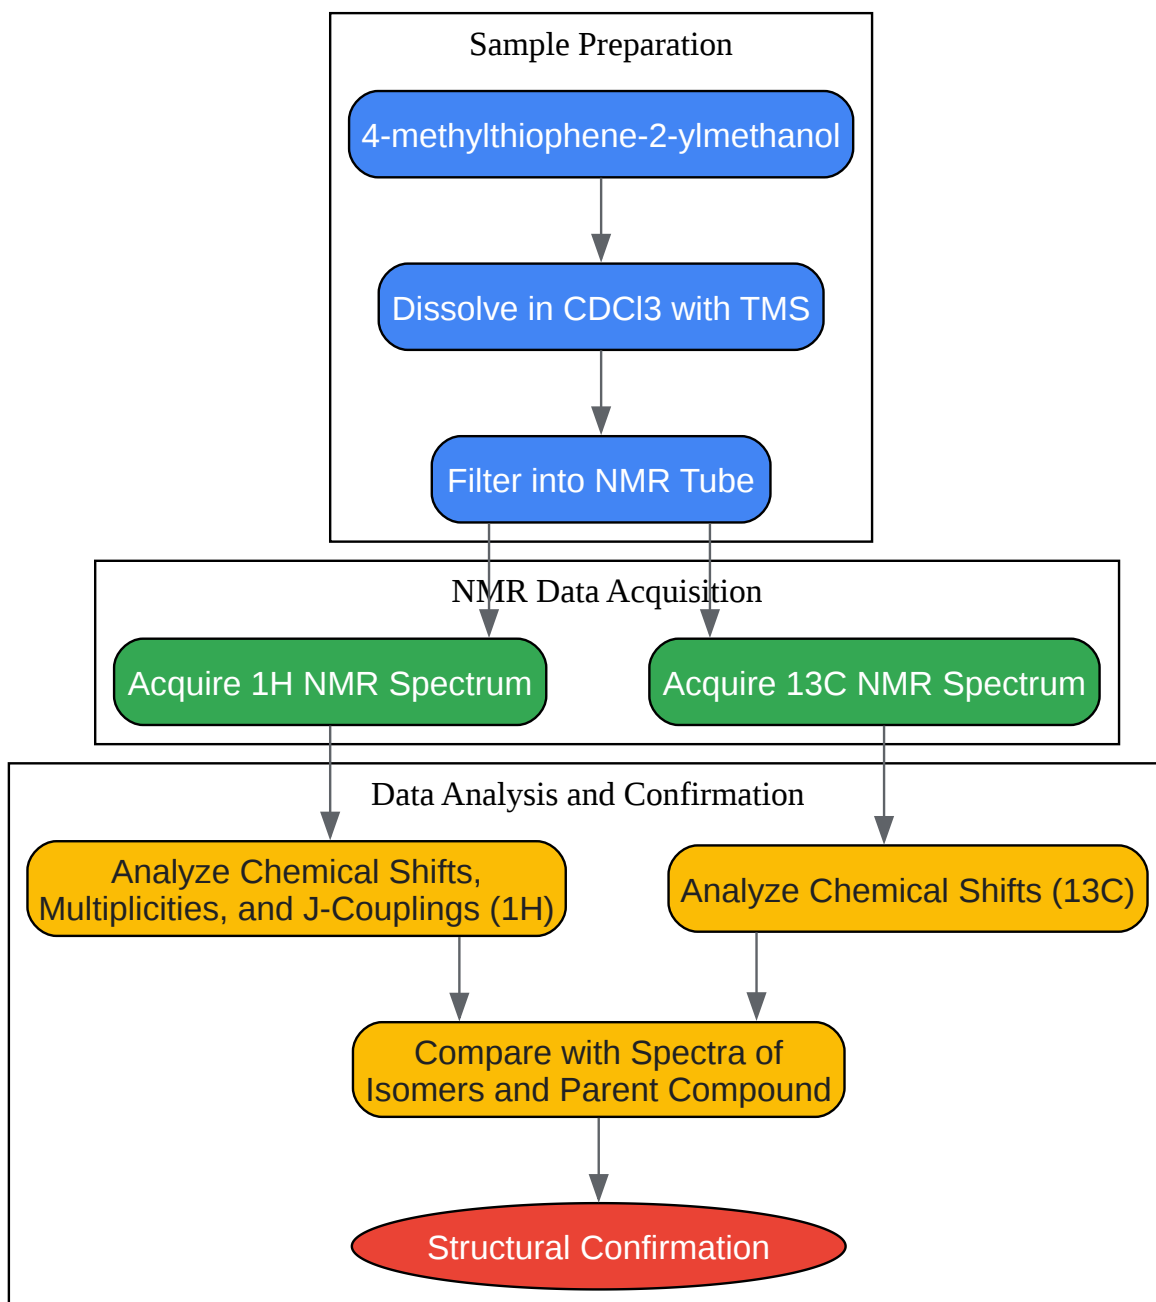 Sample Preparation
4-methylthiophene-2-ylmethanol
Dissolve in CDCl3 with TMS
Filter into NMR Tube
NMR Data Acquisition
Acquire 1H NMR Spectrum
Acquire 13C NMR Spectrum
Data Analysis and Confirmation
Analyze Chemical Shifts,
Multiplicities, and J-Couplings (1H)
Analyze Chemical Shifts (13C)
Compare with Spectra of
Isomers and Parent Compound
Structural Confirmation